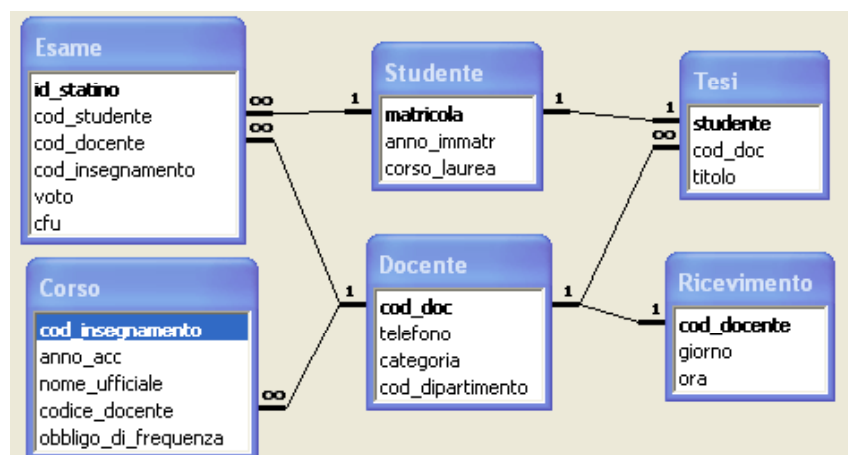 Esame
id_statino
cod_studente
cod_docente
cod_insegnamento
voto
cfu
Studente
matricola
anno_immatr
corso_laurea
Tesi
studente
cod_doc
titolo
Corso
cod_insegnamento
anno_acc
nome_ufficiale
codice_docente
obbligo_di_frequenza
Docente
cod_doc
telefono
categoria
cod_dipartimento
Ricevimento
cod_docente
giorno
ora
∞
∞
1
1
1
∞
∞
1
1
1